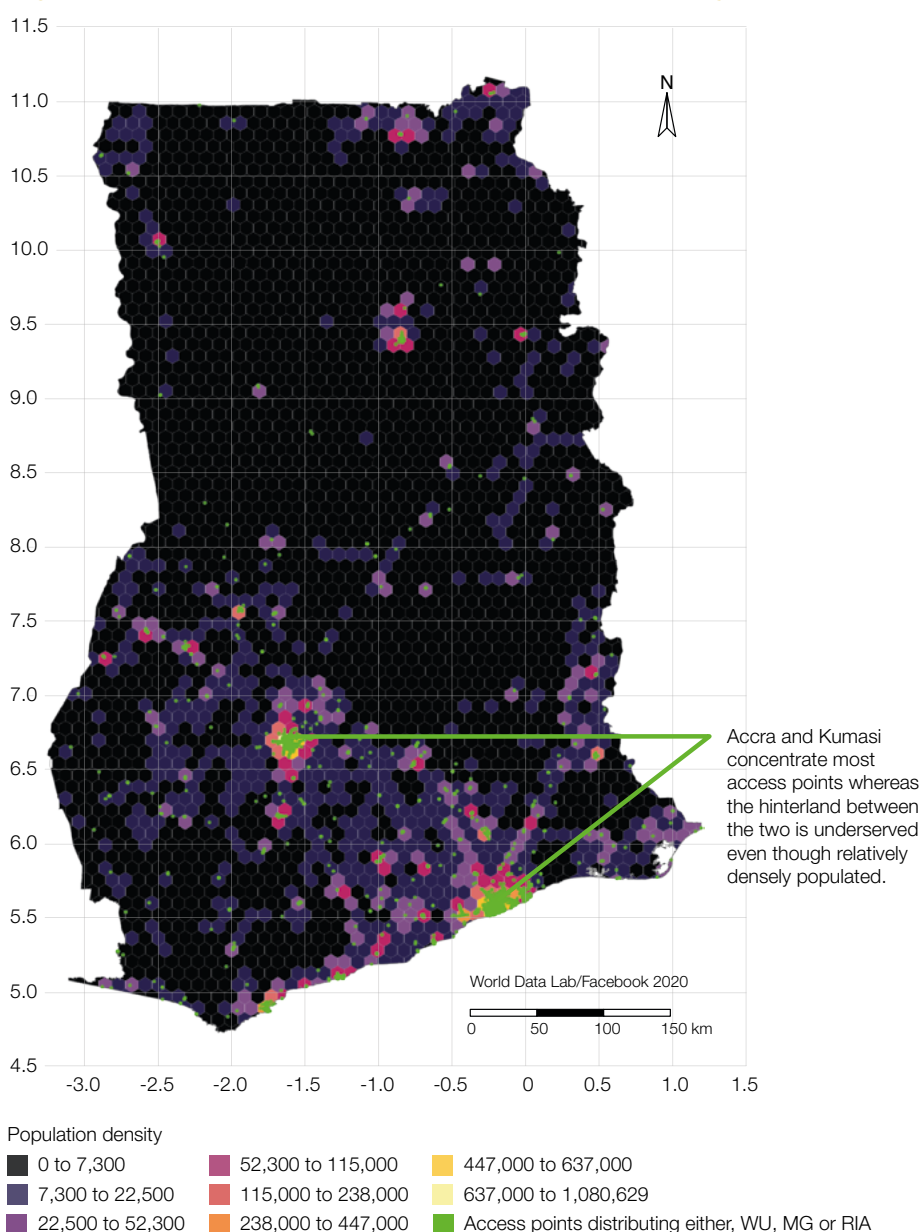 11.5
N
11.0
10.5
10.0
9.5
9.0
8.5
8.0
7.5
7.0
6.5
6.0
5.5
5.0
4.5
Accra and Kumasi
concentrate most
access points whereas
the hinterland between
the two is underserved
even though relatively
densely populated.
World Data Lab/Facebook 2020
0 50 100 150 km
-3.0 -2.5 -2.0 -1.5 -1.0 -0.5 0 0.5 1.0 1.5
Population density
0 to 7,300
7,300 to 22,500
22,500 to 52,300
52,300 to 115,000
115,000 to 238,000
238,000 to 447,000
447,000 to 637,000
637,000 to 1,080,629
Access points distributing either, WU, MG or RIA